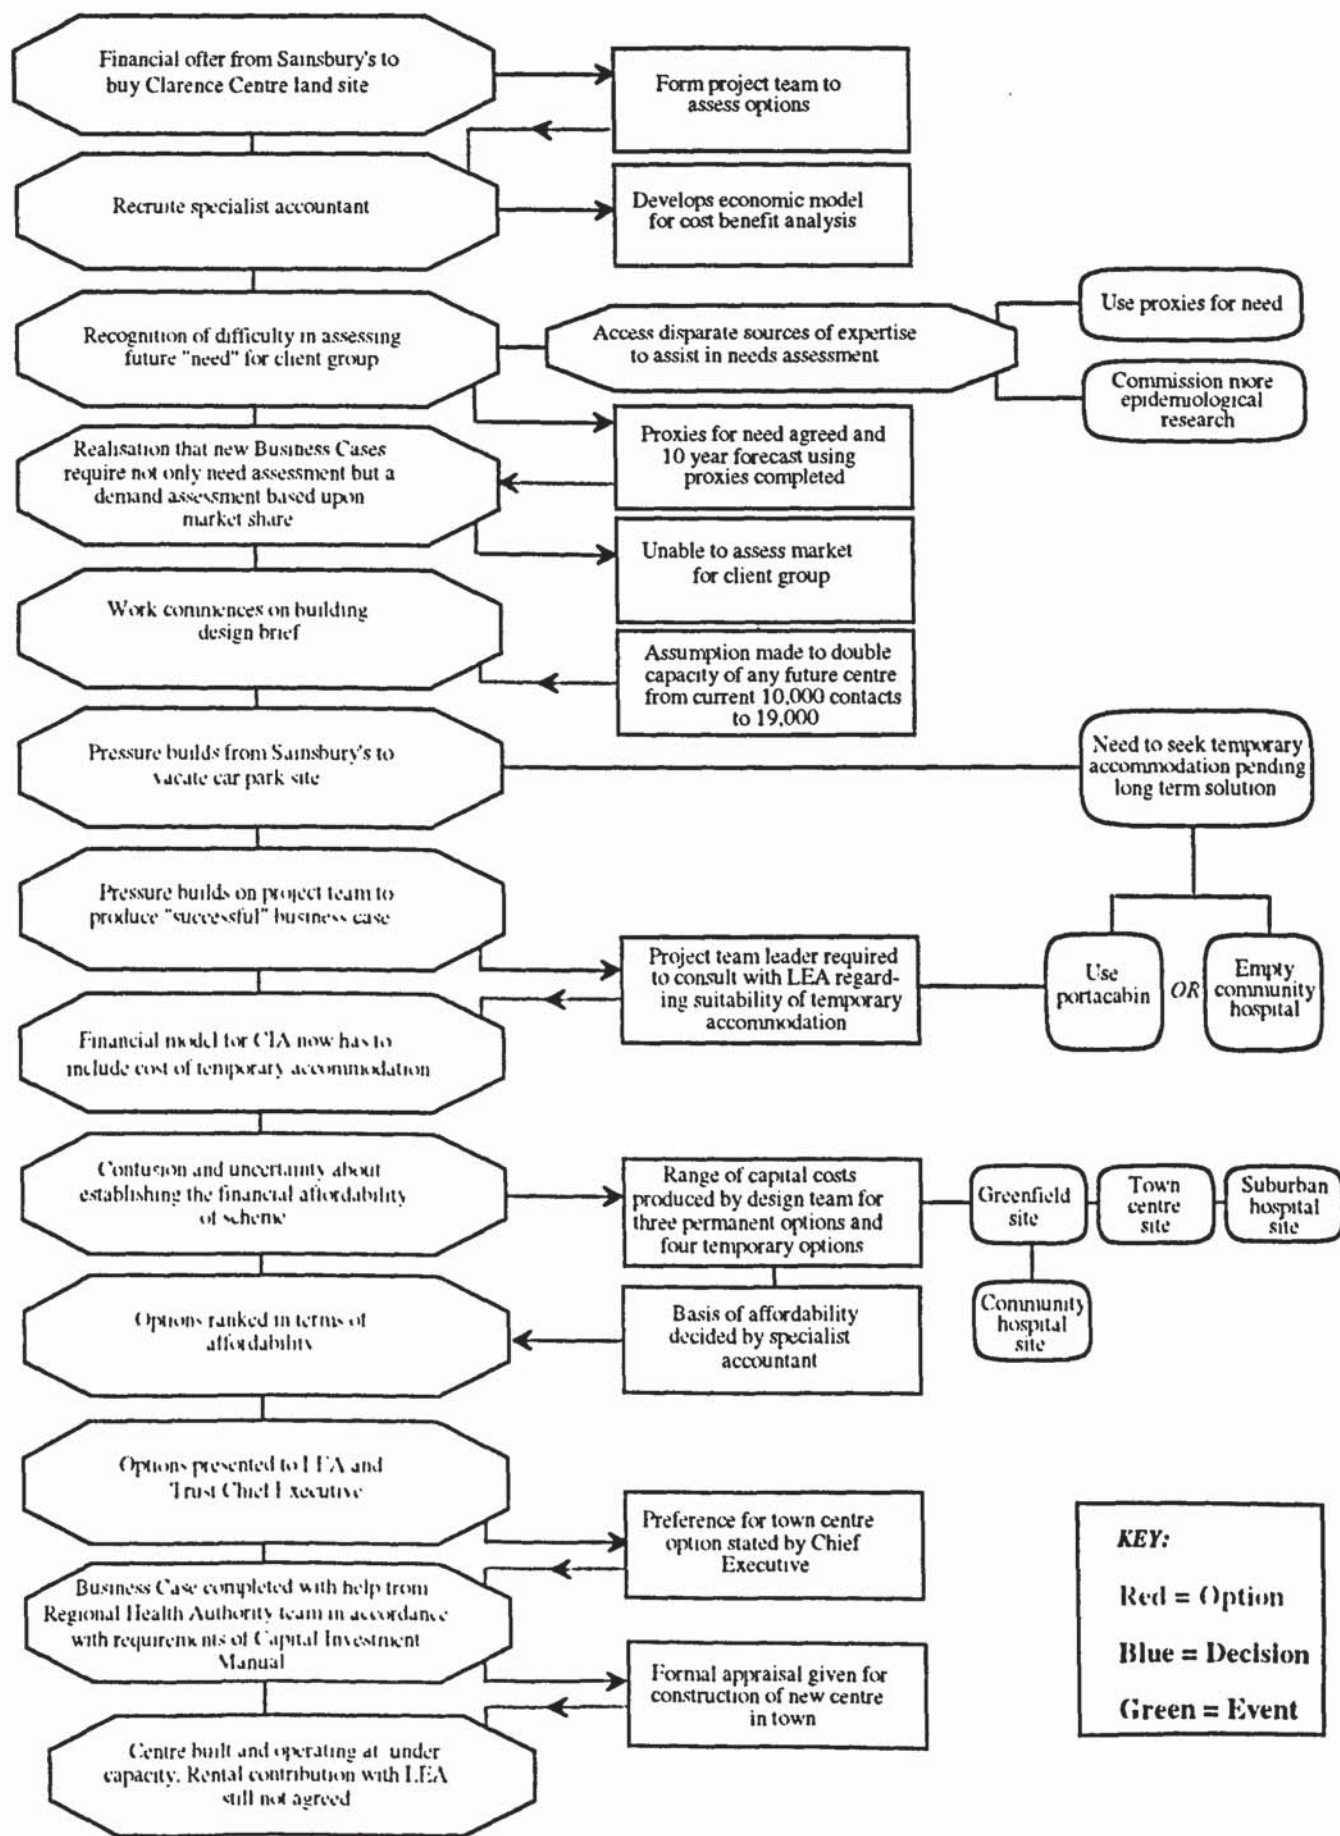 Financial offer from Sainsbury's to
buy Clarence Centre land site
Form project team to
assess options
Recruite specialist accountant
Develops economic model
for cost benefit analysis
Recognition of difficulty in assessing
future "need" for client group
Access disparate sources of expertise
to assist in needs assessment
Use proxies for need
Commission more
epidemiological
research
Realisation that new Business Cases
require not only need assessment but a
demand assessment based upon
market share
Proxies for need agreed and
10 year forecast using
proxies completed
Unable to assess market
for client group
Work commences on building
design brief
Assumption made to double
capacity of any future centre
from current 10,000 contacts
to 19,000
Pressure builds from Sainsbury's to
vacate car park site
Need to seek temporary
accommodation pending
long term solution
Pressure builds on project team to
produce "successful" business case
Project team leader required
to consult with LEA regard-
ing suitability of temporary
accommodation
Use
portacabin
OR
Empty
community
hospital
Financial model for CIA now has to
include cost of temporary accommodation
Confusion and uncertainty about
establishing the financial affordability
of scheme
Range of capital costs
produced by design team for
three permanent options and
four temporary options
Greenfield
site
Town
centre
site
Suburban
hospital
site
Community
hospital
site
Options ranked in terms of
affordability
Basis of affordability
decided by specialist
accountant
Options presented to LEA and
Trust Chief Executive
Preference for town centre
option stated by Chief
Executive
Business Case completed with help from
Regional Health Authority team in accordance
with requirements of Capital Investment
Manual
Formal appraisal given for
construction of new centre
in town
Centre built and operating at under
capacity. Rental contribution with LEA
still not agreed
KEY:
Red = Option
Blue = Decision
Green = Event